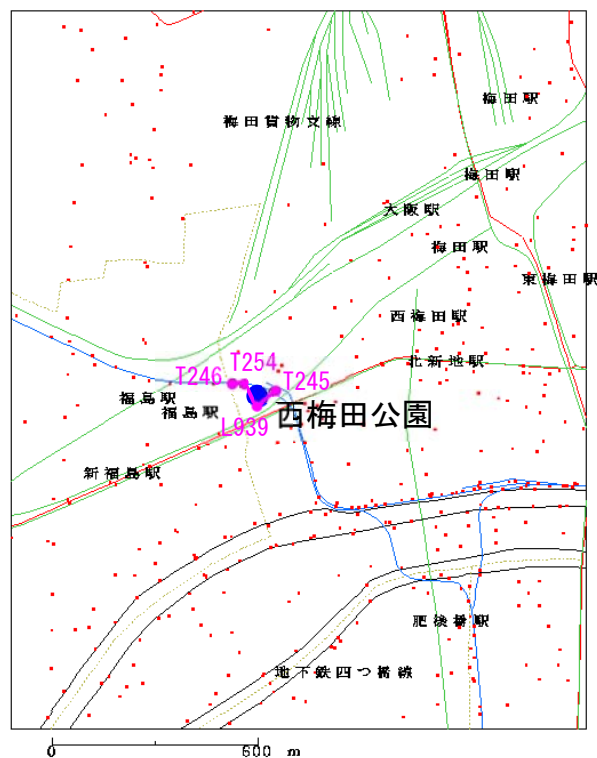 梅田駅
梅田貨物支線
梅田駅
大阪駅
梅田駅
東梅田駅
西梅田駅
北新地駅
T254
T246
T245
福島駅
福島駅
西梅田公園
L939
新福島駅
肥後橋駅
地下鉄四つ橋線
0 600 m